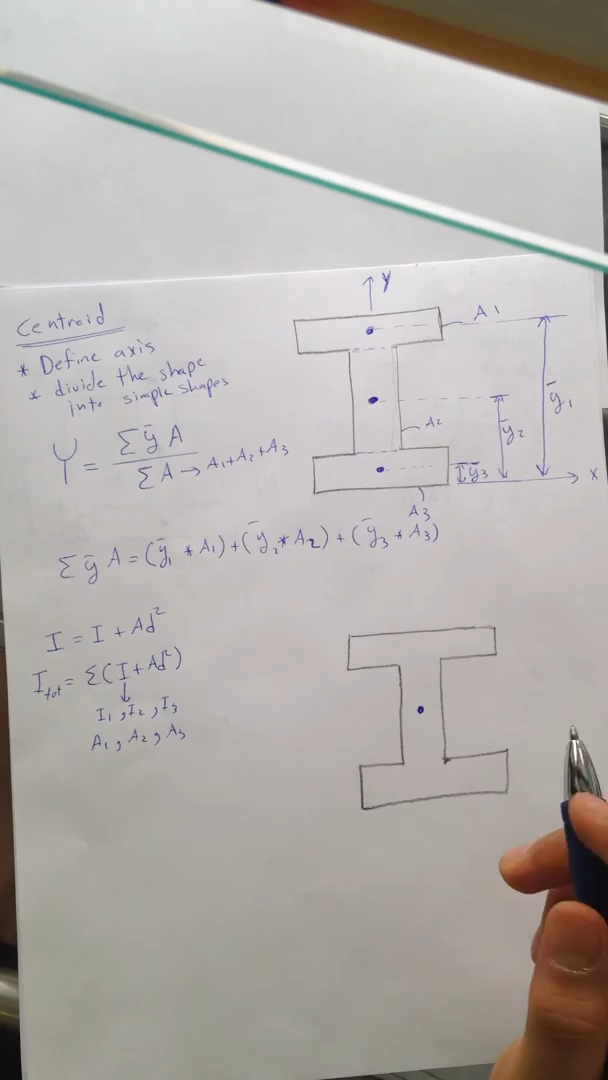 Centroid
* Define axis
* divide the shape
into simple shapes
Y = Σ ȳ A / Σ A → A1+A2+A3
Σ ȳ A = (ȳ1 * A1) + (ȳ2 * A2) + (ȳ3 * A3)
I = I + Ad²
Itot = Σ(I + Ad²)
I1, I2, I3
A1, A2, A3
Y
A1
ȳ1
ȳ2
A2
ȳ3
X
A3